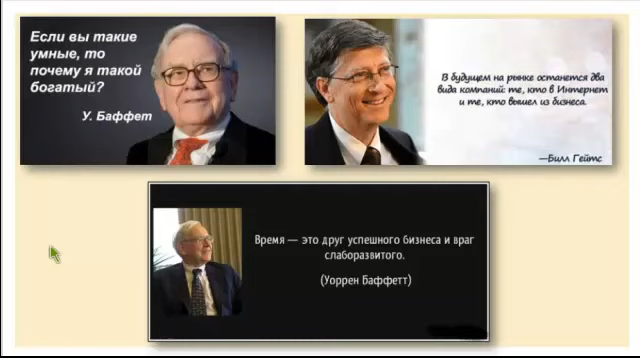 Если вы такие
умные, то
почему я такой
богатый?
У. Баффет
В будущем на рынке останется два
вида компаний: те, кто в Интернет
и те, кто вышел из бизнеса.
—Билл Гейтс
Время — это друг успешного бизнеса и враг
слаборазвитого.
(Уоррен Баффетт)